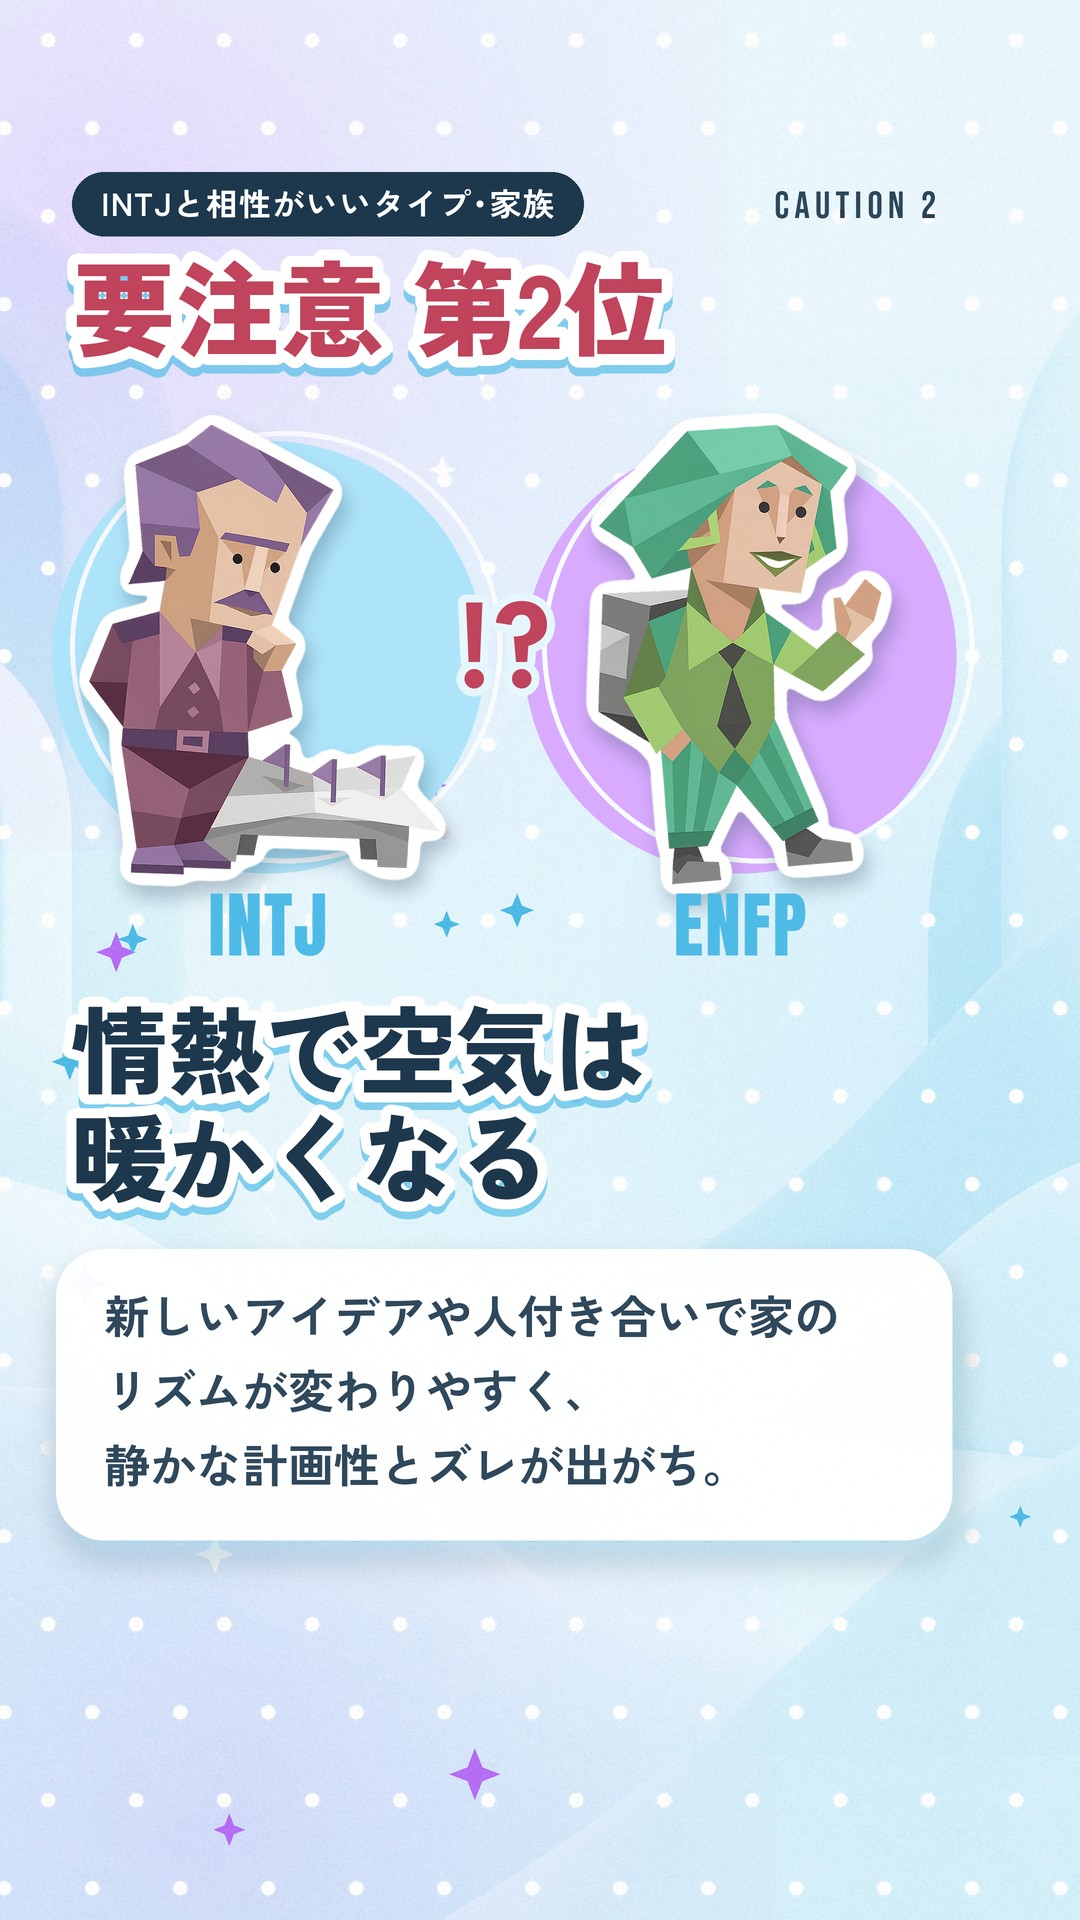 INTJと相性がいいタイプ・家族
CAUTION 2
要注意 第2位
!?
INTJ
ENFP
情熱で空気は
暖かくなる
新しいアイデアや人付き合いで家の
リズムが変わりやすく、
静かな計画性とズレが出がち。